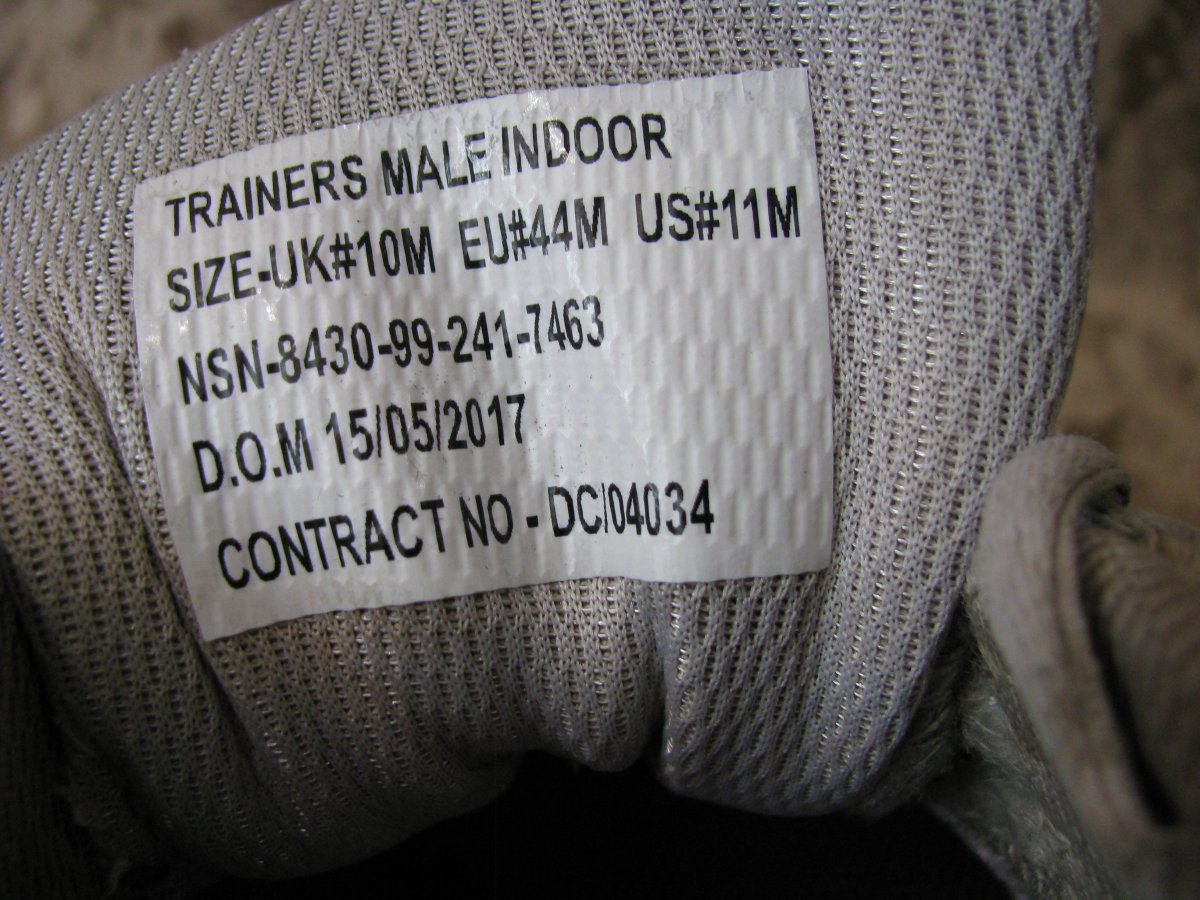 TRAINERS MALE INDOOR
SIZE-UK#10M EU#44M US#11M
NSN-8430-99-241-7463
D.O.M 15/05/2017
CONTRACT NO - DC/04034